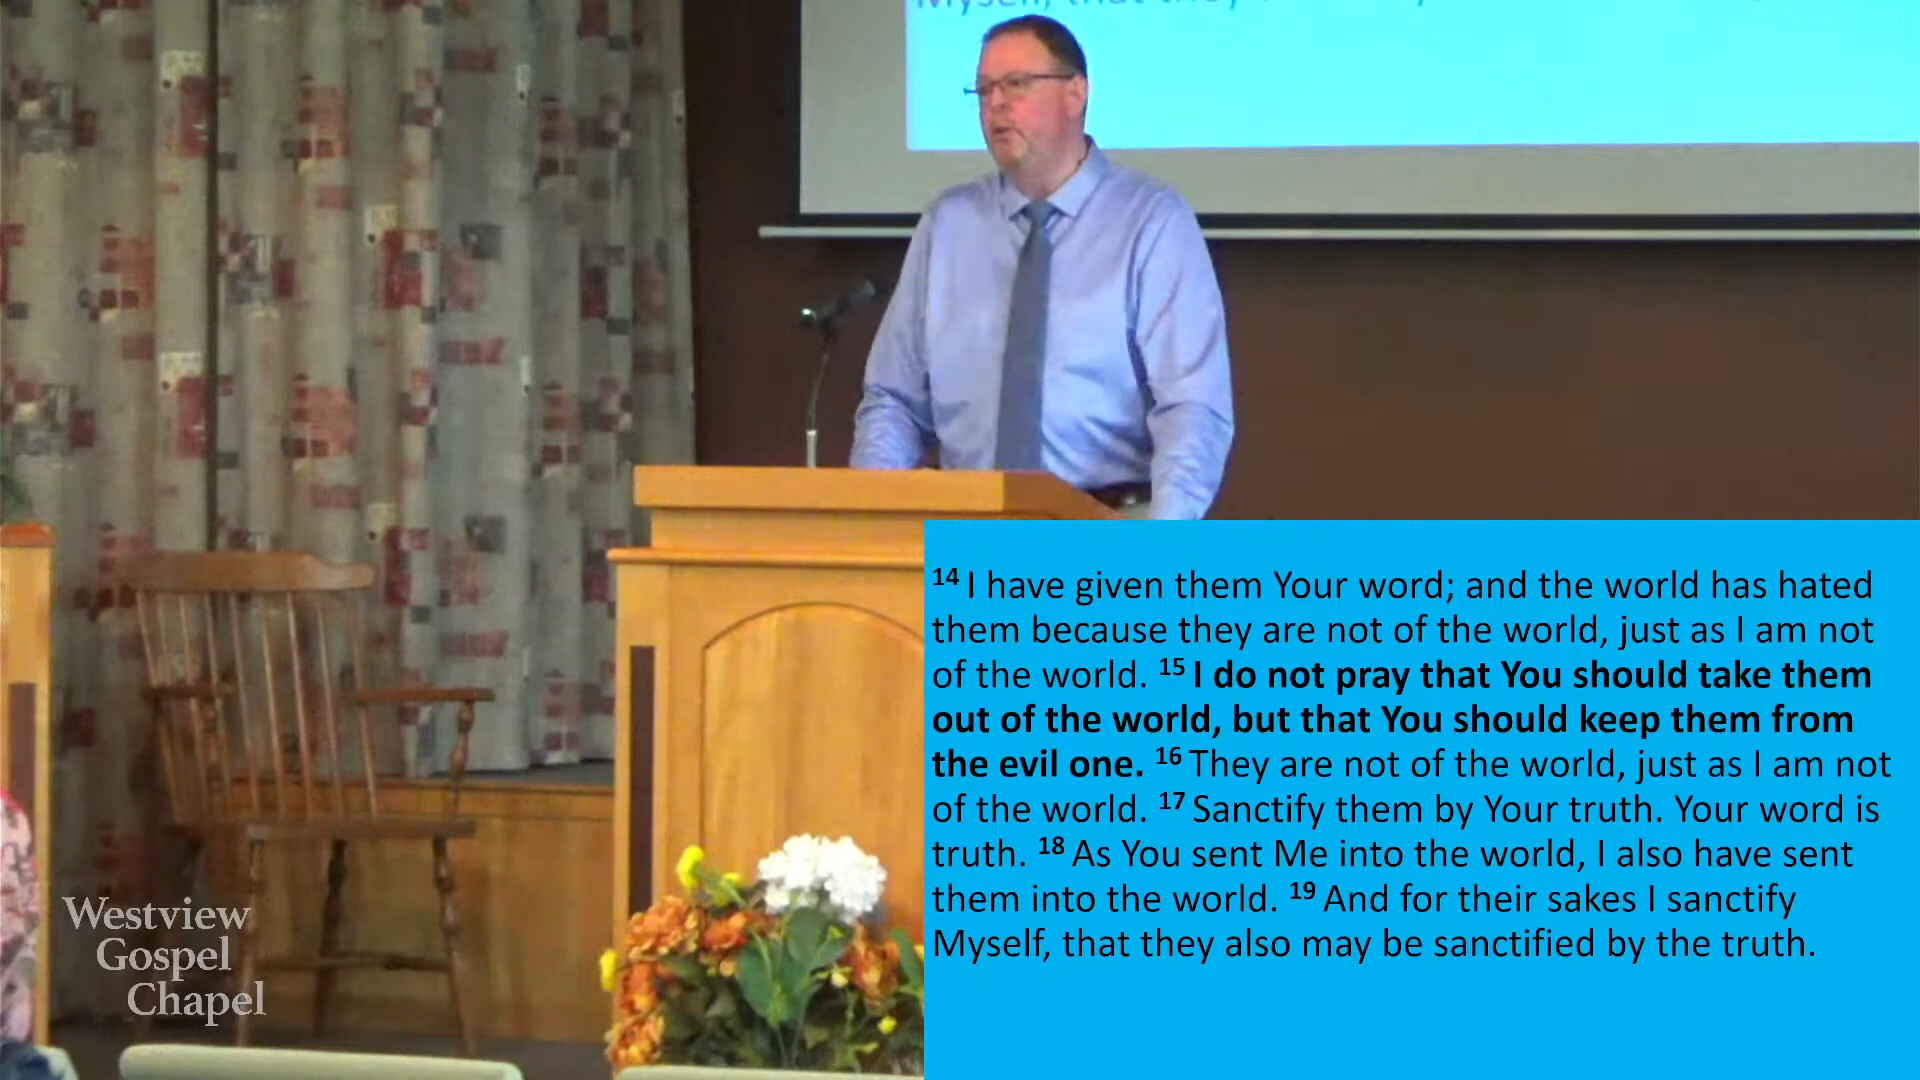 Myself, that they
14 I have given them Your word; and the world has hated
them because they are not of the world, just as I am not
of the world. 15 I do not pray that You should take them
out of the world, but that You should keep them from
the evil one. 16 They are not of the world, just as I am not
of the world. 17 Sanctify them by Your truth. Your word is
truth. 18 As You sent Me into the world, I also have sent
them into the world. 19 And for their sakes I sanctify
Myself, that they also may be sanctified by the truth.
Westview
Gospel
Chapel